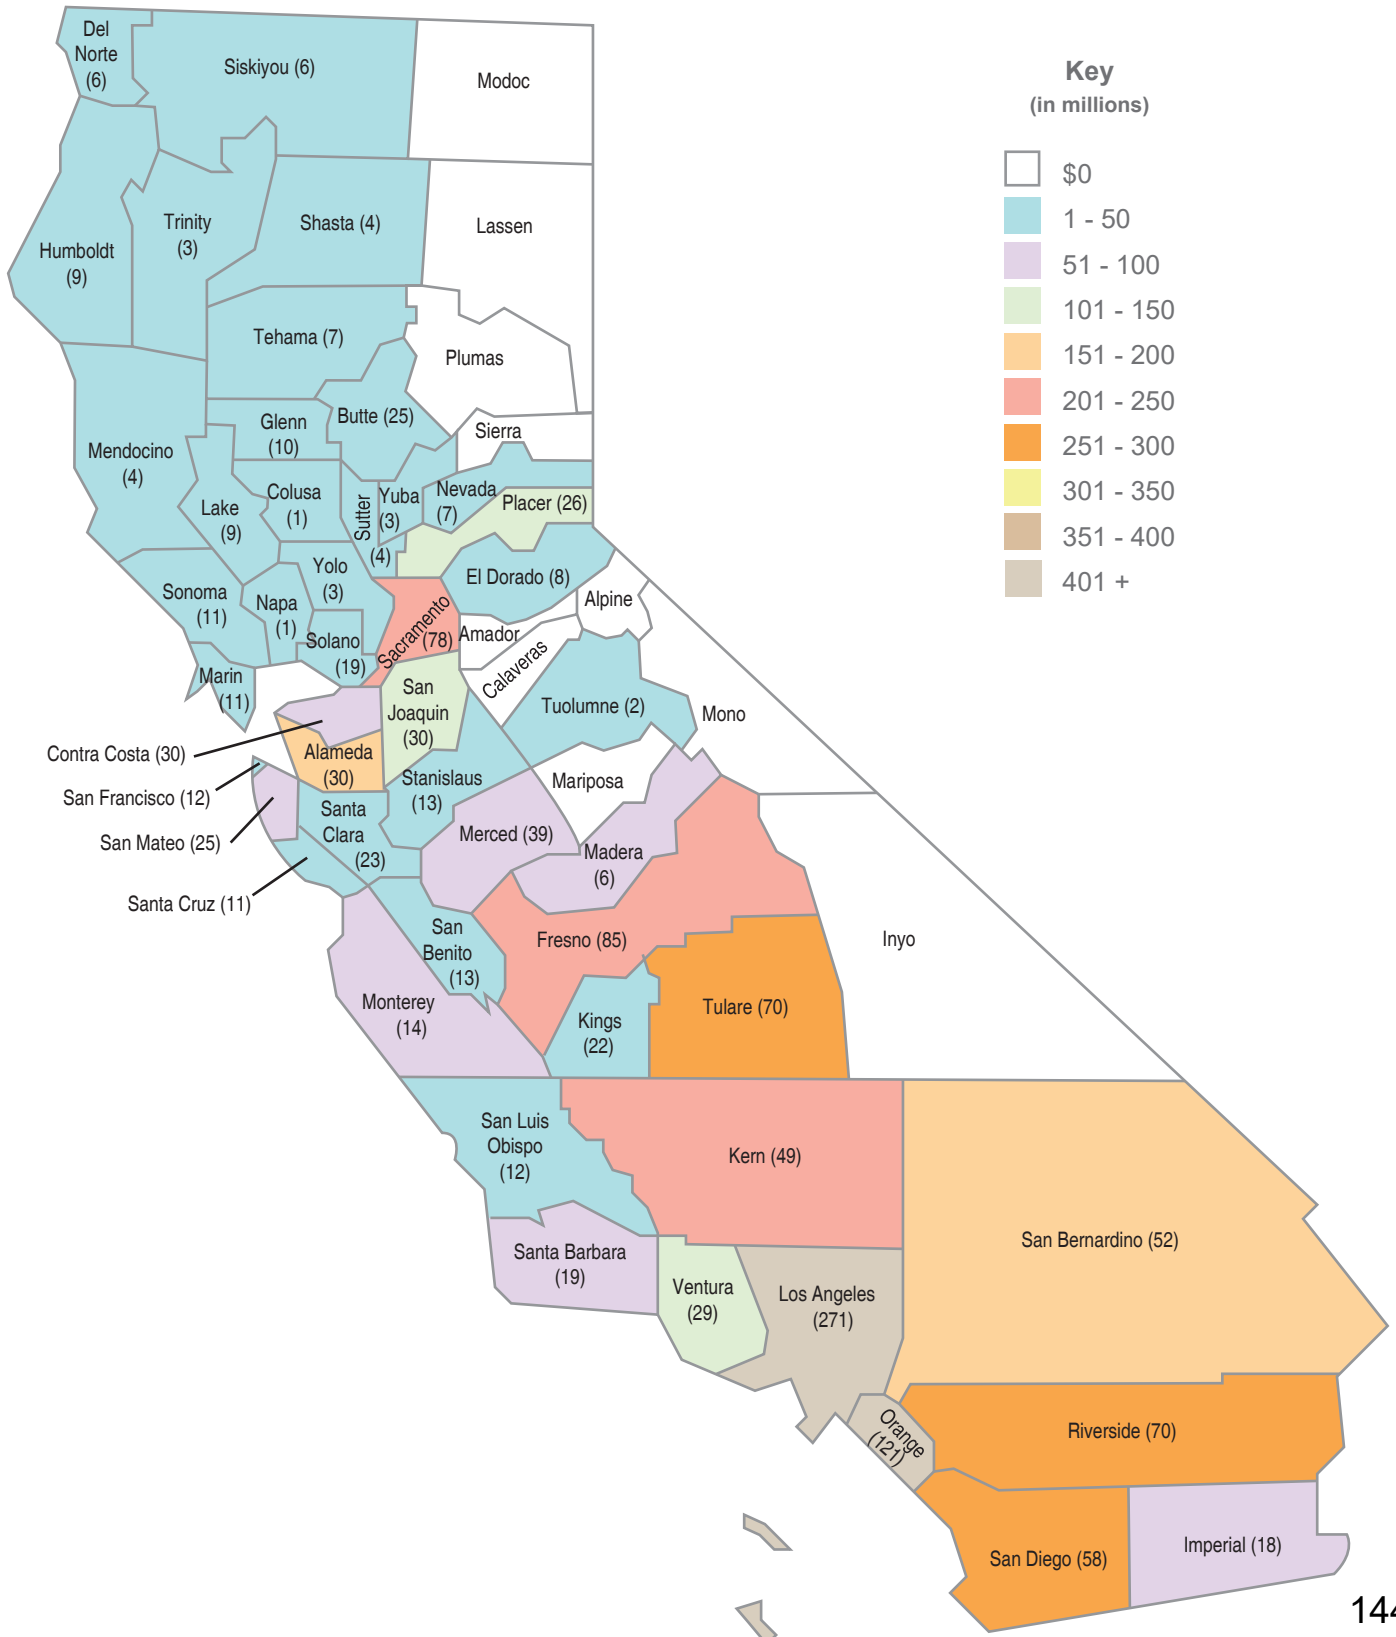 Key
(in millions)
$0
1 - 50
51 - 100
101 - 150
151 - 200
201 - 250
251 - 300
301 - 350
351 - 400
401 +
Del
Norte
(6)
Siskiyou (6)
Modoc
Humboldt
(9)
Trinity
(3)
Shasta (4)
Lassen
Tehama (7)
Plumas
Mendocino
(4)
Glenn
(10)
Butte (25)
Sierra
Lake
(9)
Colusa
(1)
Sutter
(4)
Yuba
(3)
Nevada
(7)
Placer (26)
Sonoma
(11)
Napa
(1)
Yolo
(3)
El Dorado (8)
Solano
(19)
Sacramento
(78)
Amador
Alpine
Marin
(11)
Calaveras
San
Joaquin
(30)
Tuolumne (2)
Mono
Contra Costa (30)
Alameda
(30)
Stanislaus
(13)
Mariposa
San Francisco (12)
San Mateo (25)
Santa
Clara
(23)
Merced (39)
Madera
(6)
Santa Cruz (11)
San
Benito
(13)
Fresno (85)
Inyo
Monterey
(14)
Kings
(22)
Tulare (70)
San Luis
Obispo
(12)
Kern (49)
Santa Barbara
(19)
Ventura
(29)
Los Angeles
(271)
San Bernardino (52)
Orange
(121)
Riverside (70)
San Diego (58)
Imperial (18)
144